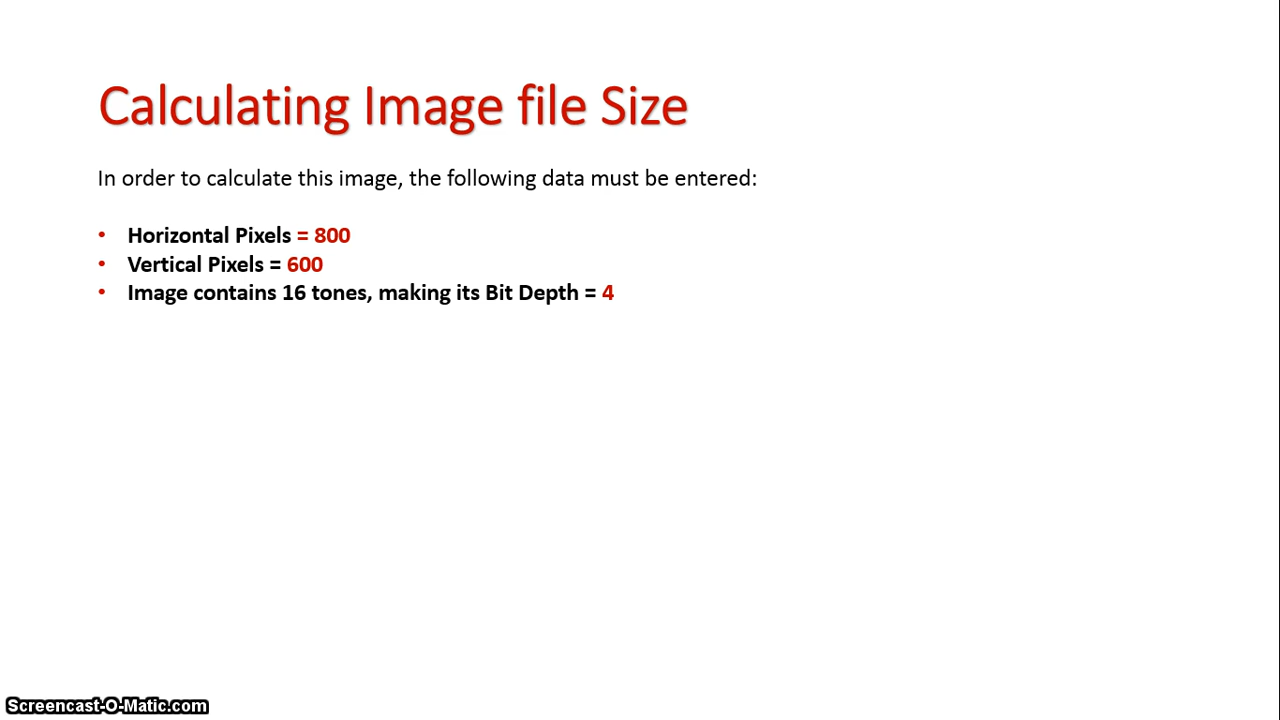 Calculating Image file Size
In order to calculate this image, the following data must be entered:
• Horizontal Pixels = 800
• Vertical Pixels = 600
• Image contains 16 tones, making its Bit Depth = 4
Screencast-O-Matic.com